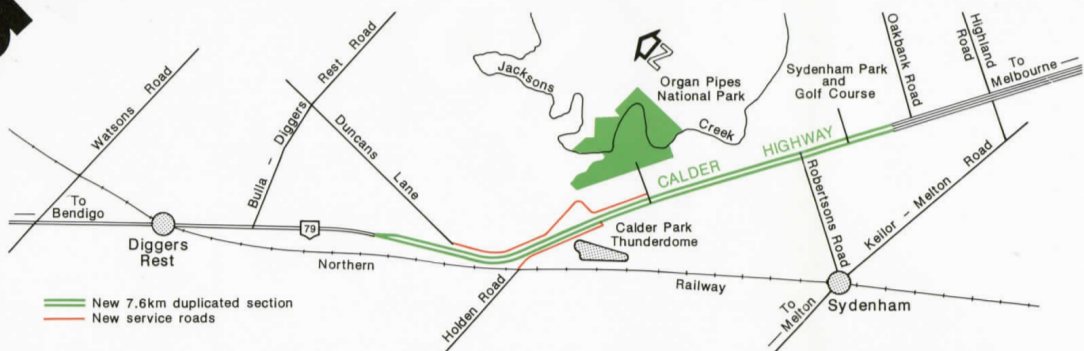 Watsons Road
To
Bendigo
Diggers
Rest
Bulla - Diggers Rest Road
Duncans Lane
79
Northern
Railway
Holden Road
Jacksons
Creek
N
Organ Pipes
National Park
CALDER HIGHWAY
Calder Park
Thunderdome
Sydenham Park
and
Golf Course
Oakbank Road
Highland
Road
To
Melbourne
Robertsons Road
Keilor - Melton Road
Sydenham
To
Melton
New 7.6km duplicated section
New service roads